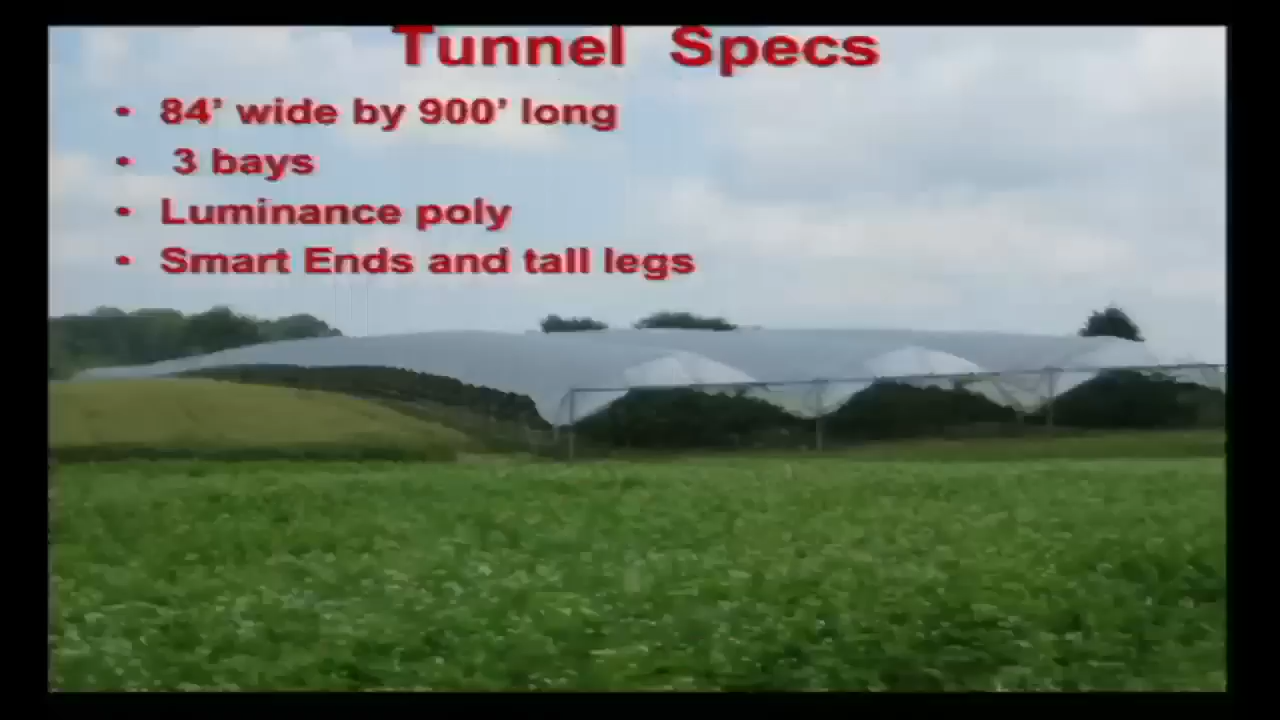 Tunnel Specs
• 84’ wide by 900’ long
• 3 bays
• Luminance poly
• Smart Ends and tall legs